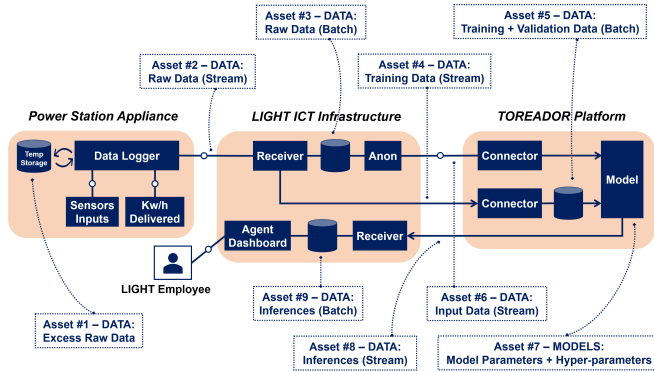 Asset #3 – DATA:
Raw Data (Batch)
Asset #5 – DATA:
Training + Validation Data (Batch)
Asset #2 – DATA:
Raw Data (Stream)
Asset #4 – DATA:
Training Data (Stream)
Power Station Appliance
LIGHT ICT Infrastructure
TOREADOR Platform
Temp
Storage
Data Logger
Receiver
Anon
Connector
Model
Sensors
Inputs
Kw/h
Delivered
Connector
Agent
Dashboard
Receiver
LIGHT Employee
Asset #1 – DATA:
Excess Raw Data
Asset #9 – DATA:
Inferences (Batch)
Asset #6 – DATA:
Input Data (Stream)
Asset #8 – DATA:
Inferences (Stream)
Asset #7 – MODELS:
Model Parameters + Hyper-parameters